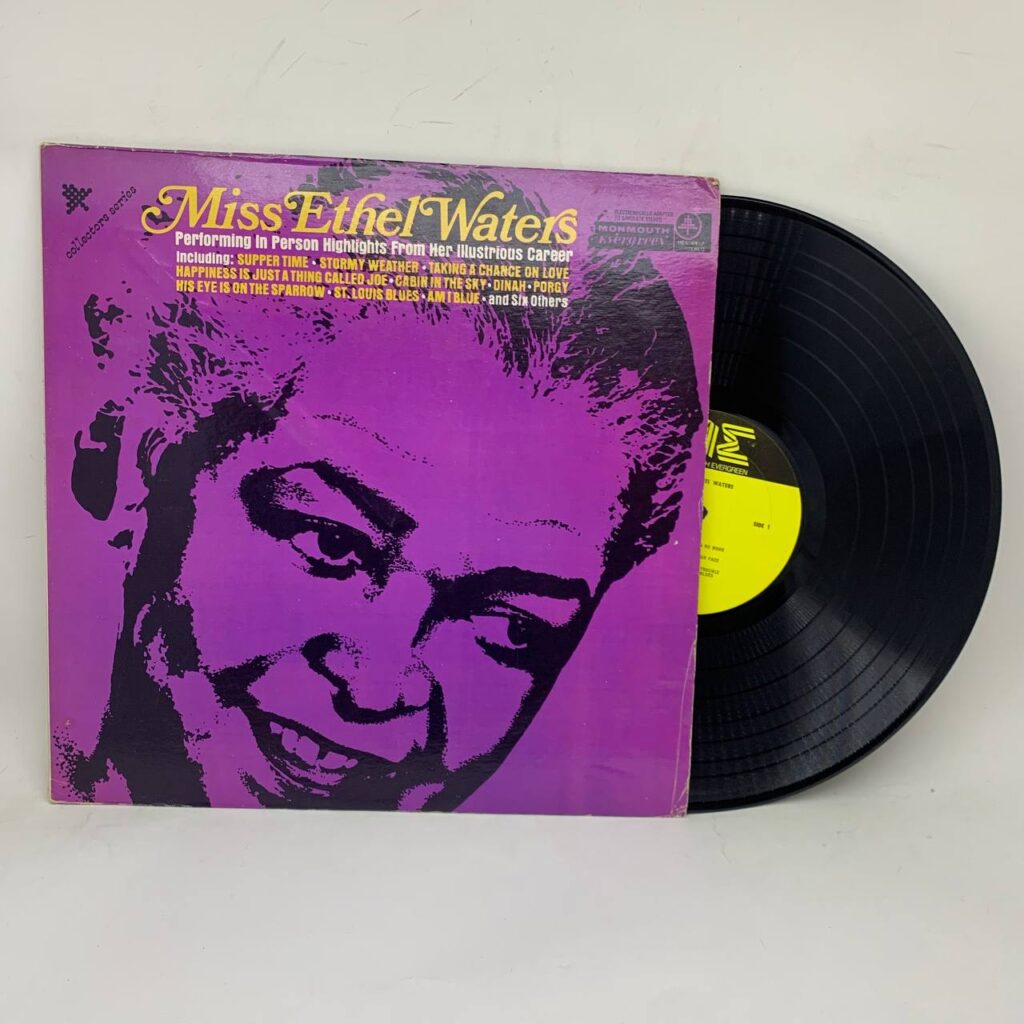 collectors series
Miss Ethel Waters
Performing In Person Highlights From Her Illustrious Career
Including: SUPPER TIME • STORMY WEATHER • TAKING A CHANCE ON LOVE
HAPPINESS IS JUST A THING CALLED JOE • CABIN IN THE SKY • DINAH • PORGY
HIS EYE IS ON THE SPARROW • ST. LOUIS BLUES • AM I BLUE • and Six Others
MONMOUTH
evergreen
EVERGREEN
WATERS
SIDE 1
BLUES